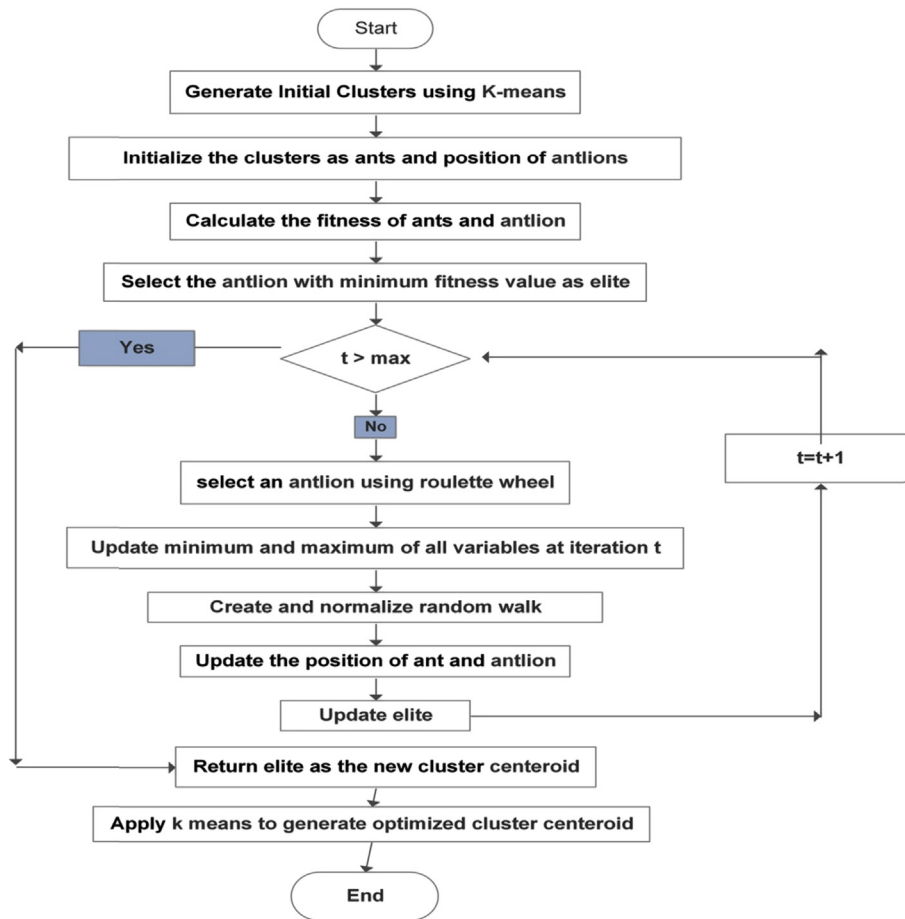 Start
Generate Initial Clusters using K-means
Initialize the clusters as ants and position of antlions
Calculate the fitness of ants and antlion
Select the antlion with minimum fitness value as elite
Yes
t > max
No
t=t+1
select an antlion using roulette wheel
Update minimum and maximum of all variables at iteration t
Create and normalize random walk
Update the position of ant and antlion
Update elite
Return elite as the new cluster centeroid
Apply k means to generate optimized cluster centeroid
End